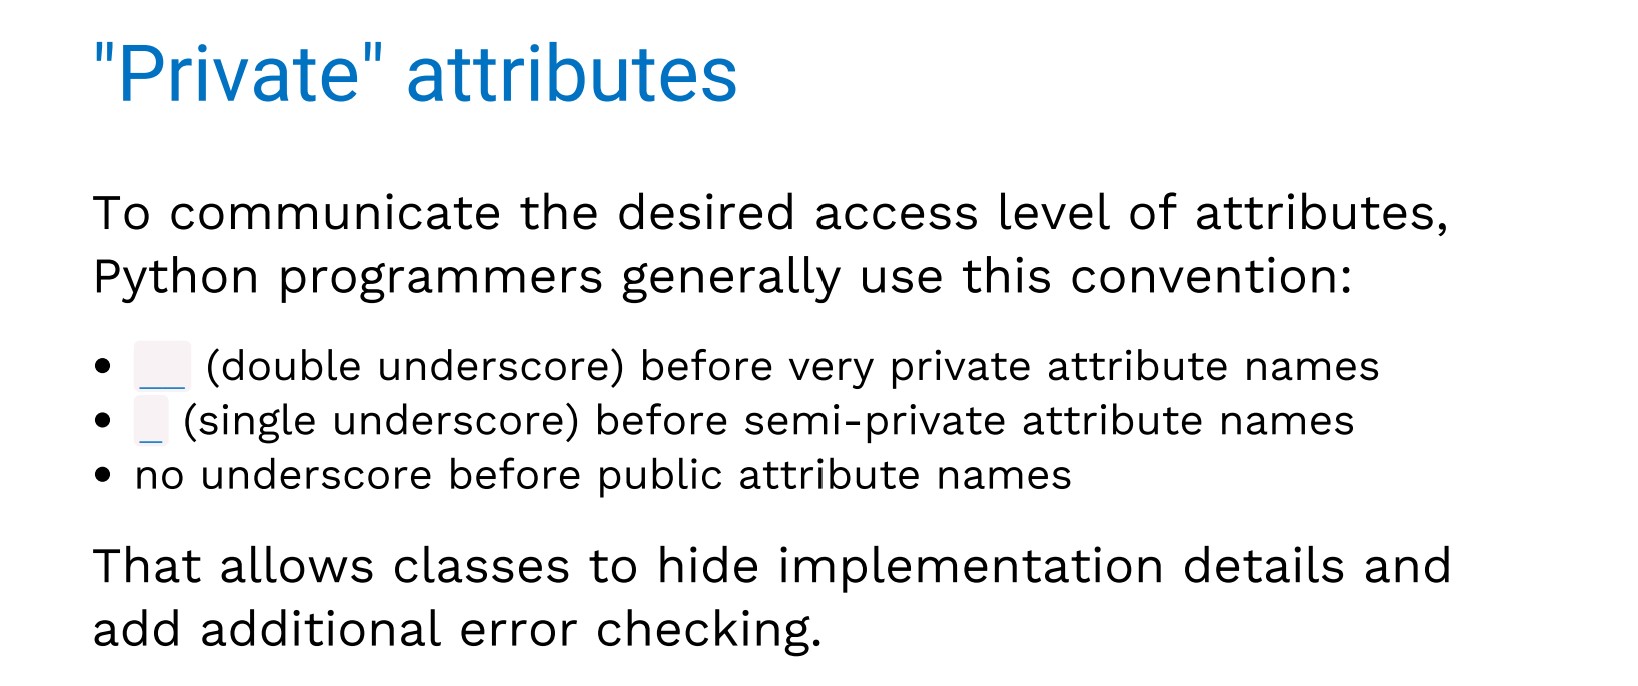 "Private" attributes
To communicate the desired access level of attributes,
Python programmers generally use this convention:
• __ (double underscore) before very private attribute names
• _ (single underscore) before semi-private attribute names
• no underscore before public attribute names
That allows classes to hide implementation details and
add additional error checking.